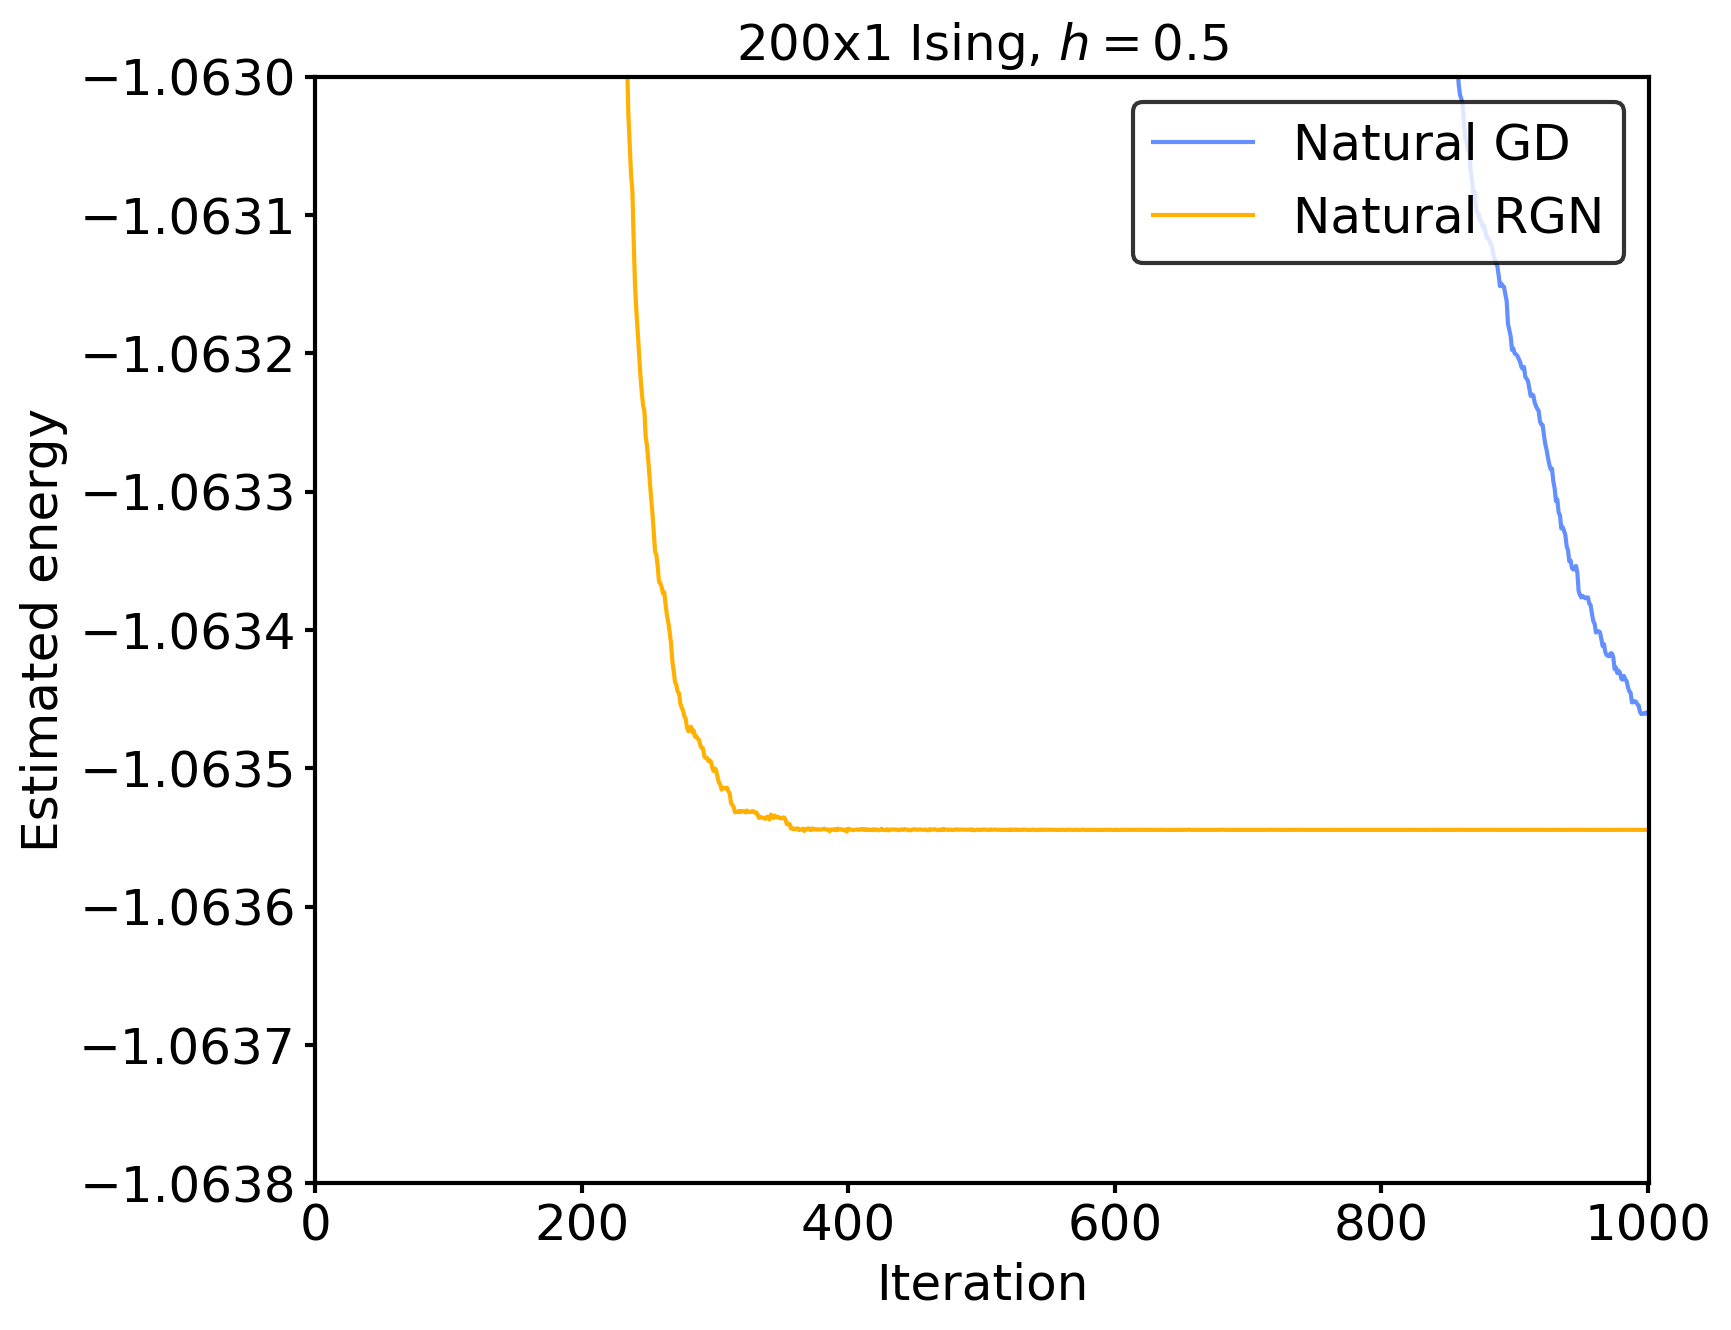 200x1 Ising, h = 0.5
Natural GD
Natural RGN
Estimated energy
−1.0630
−1.0631
−1.0632
−1.0633
−1.0634
−1.0635
−1.0636
−1.0637
−1.0638
0 200 400 600 800 1000
Iteration